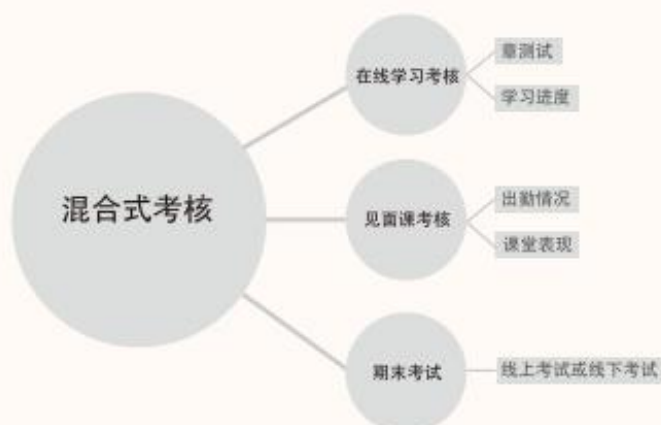 混合式考核
在线学习考核
章测试
学习进度
见面课考核
出勤情况
课堂表现
期末考试
线上考试或线下考试